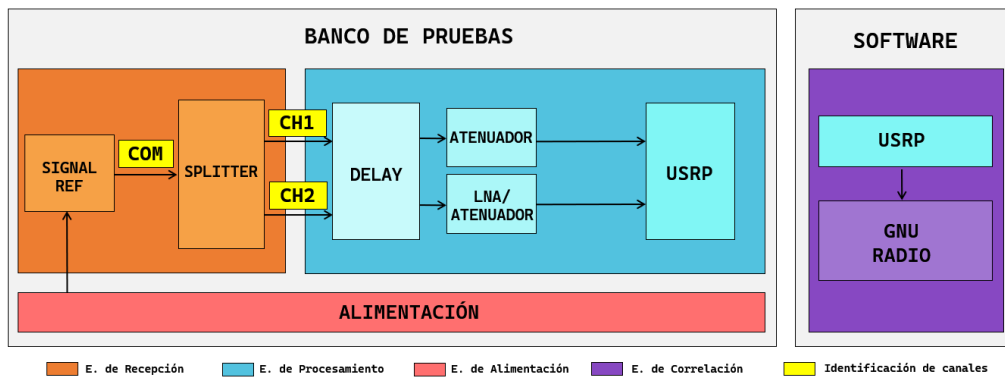 BANCO DE PRUEBAS
SIGNAL
REF
COM
SPLITTER
CH1
CH2
DELAY
ATENUADOR
LNA/
ATENUADOR
USRP
ALIMENTACIÓN
SOFTWARE
USRP
GNU
RADIO
E. de Recepción
E. de Procesamiento
E. de Alimentación
E. de Correlación
Identificación de canales